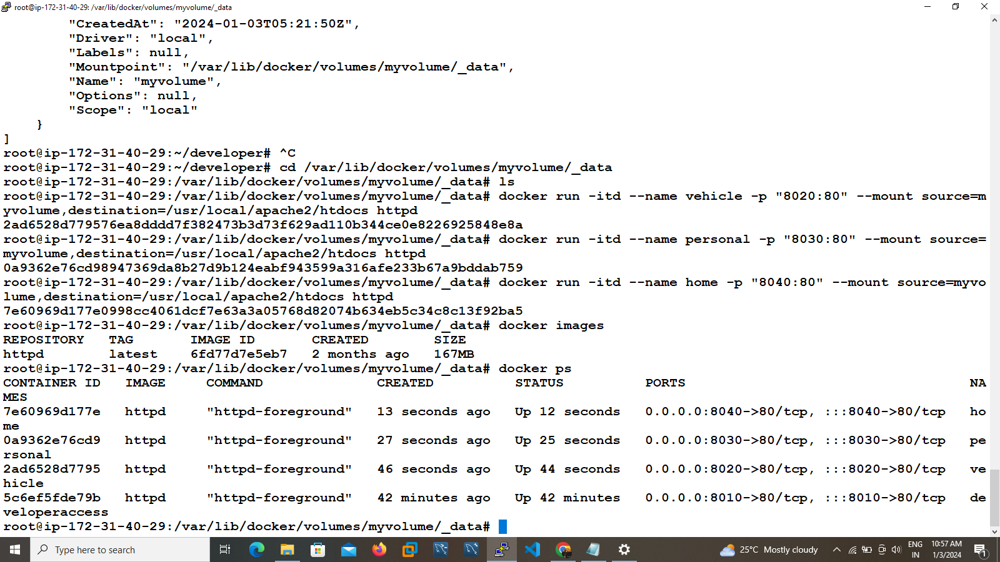 root@ip-172-31-40-29: /var/lib/docker/volumes/myvolume/_data
"CreatedAt": "2024-01-03T05:21:50Z",
"Driver": "local",
"Labels": null,
"Mountpoint": "/var/lib/docker/volumes/myvolume/_data",
"Name": "myvolume",
"Options": null,
"Scope": "local"
}
]
root@ip-172-31-40-29:~/developer# ^C
root@ip-172-31-40-29:~/developer# cd /var/lib/docker/volumes/myvolume/_data
root@ip-172-31-40-29:/var/lib/docker/volumes/myvolume/_data# ls
root@ip-172-31-40-29:/var/lib/docker/volumes/myvolume/_data# docker run -itd --name vehicle -p "8020:80" --mount source=m
yvolume,destination=/usr/local/apache2/htdocs httpd
2ad6528d779576ea8dddd7f382473b3d73f629ad110b344ce0e8226925848e8a
root@ip-172-31-40-29:/var/lib/docker/volumes/myvolume/_data# docker run -itd --name personal -p "8030:80" --mount source=
myvolume,destination=/usr/local/apache2/htdocs httpd
0a9362e76cd98947369da8b27d9b124eabf943599a316afe233b67a9bddab759
root@ip-172-31-40-29:/var/lib/docker/volumes/myvolume/_data# docker run -itd --name home -p "8040:80" --mount source=myvo
lume,destination=/usr/local/apache2/htdocs httpd
7e60969d177e0998cc4061dcf7e63a3a05768d82074b634eb5c34c8c13f92ba5
root@ip-172-31-40-29:/var/lib/docker/volumes/myvolume/_data# docker images
REPOSITORY TAG IMAGE ID CREATED SIZE
httpd latest 6fd77d7e5eb7 2 months ago 167MB
root@ip-172-31-40-29:/var/lib/docker/volumes/myvolume/_data# docker ps
CONTAINER ID IMAGE COMMAND CREATED STATUS PORTS NA
MES
7e60969d177e httpd "httpd-foreground" 13 seconds ago Up 12 seconds 0.0.0.0:8040->80/tcp, :::8040->80/tcp ho
me
0a9362e76cd9 httpd "httpd-foreground" 27 seconds ago Up 25 seconds 0.0.0.0:8030->80/tcp, :::8030->80/tcp pe
rsonal
2ad6528d7795 httpd "httpd-foreground" 46 seconds ago Up 44 seconds 0.0.0.0:8020->80/tcp, :::8020->80/tcp ve
hicle
5c6ef5fde79b httpd "httpd-foreground" 42 minutes ago Up 42 minutes 0.0.0.0:8010->80/tcp, :::8010->80/tcp de
veloperaccess
root@ip-172-31-40-29:/var/lib/docker/volumes/myvolume/_data#
Type here to search
25°C Mostly cloudy
ENG
IN
10:57 AM
1/3/2024
1